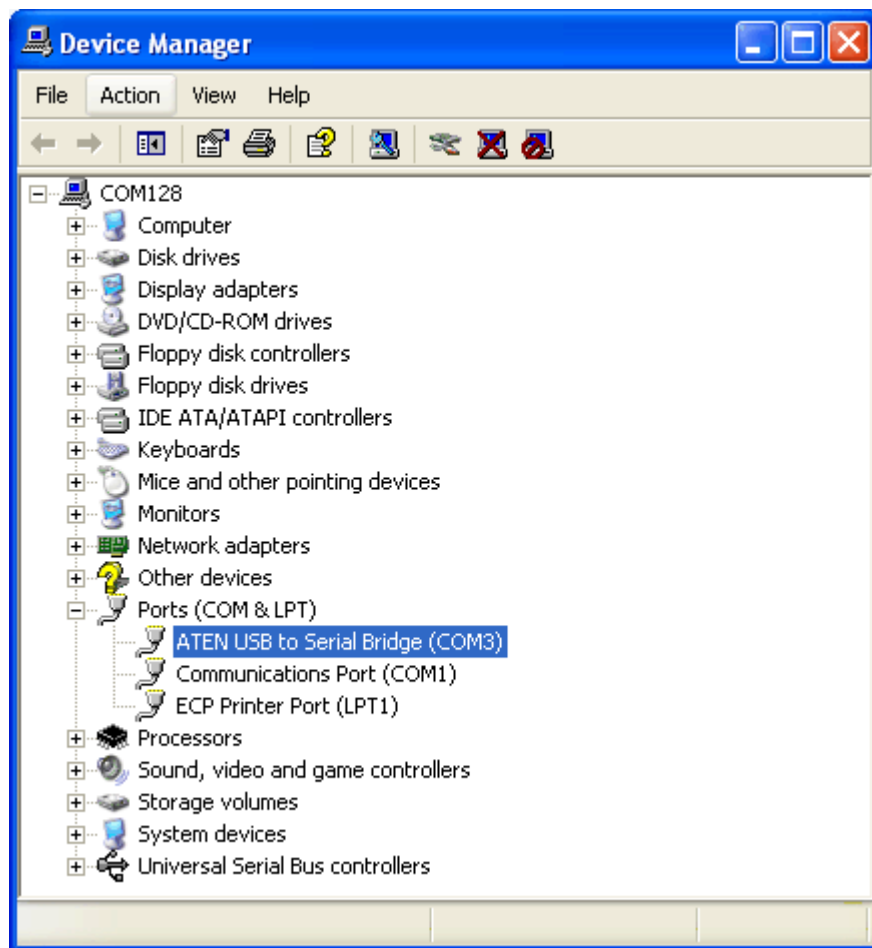 Device Manager
File Action View Help
COM128
Computer
Disk drives
Display adapters
DVD/CD-ROM drives
Floppy disk controllers
Floppy disk drives
IDE ATA/ATAPI controllers
Keyboards
Mice and other pointing devices
Monitors
Network adapters
Other devices
Ports (COM & LPT)
ATEN USB to Serial Bridge (COM3)
Communications Port (COM1)
ECP Printer Port (LPT1)
Processors
Sound, video and game controllers
Storage volumes
System devices
Universal Serial Bus controllers